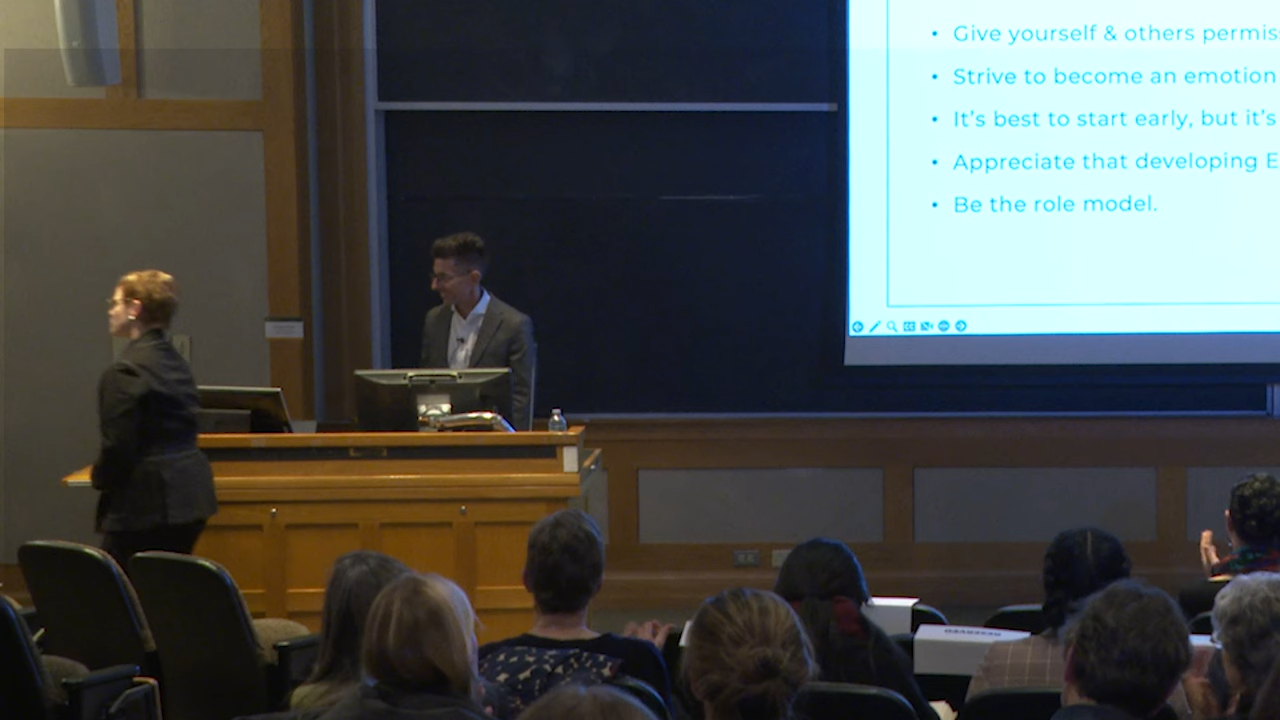 • Give yourself & others permis
• Strive to become an emotion
• It's best to start early, but it's
• Appreciate that developing E
• Be the role model.
RESERVED